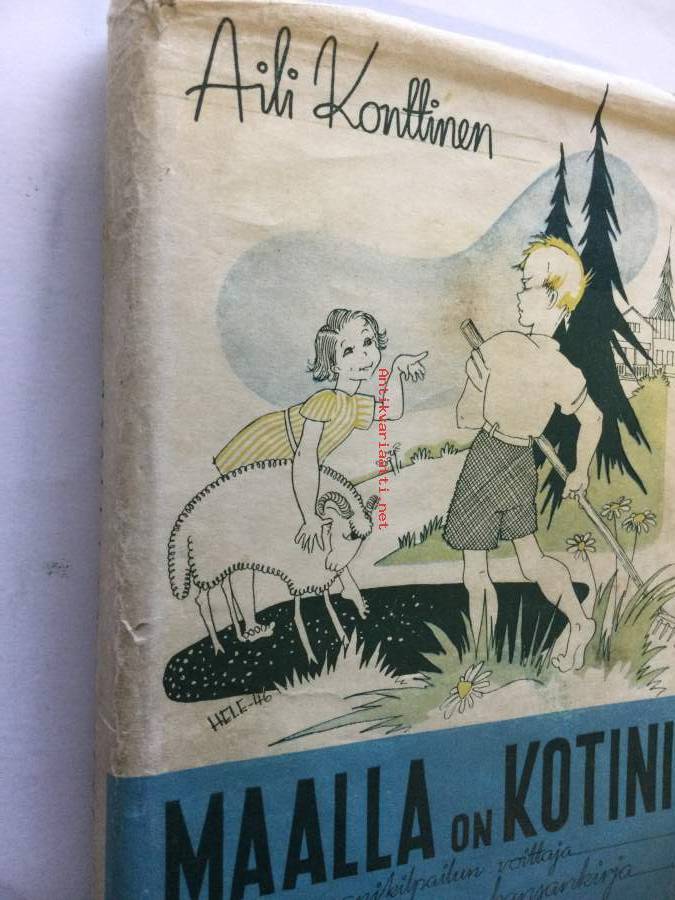 Aili Konttinen
Antikvariaatti.net
HELE-46
MAALLA ON KOTINI
voittaja